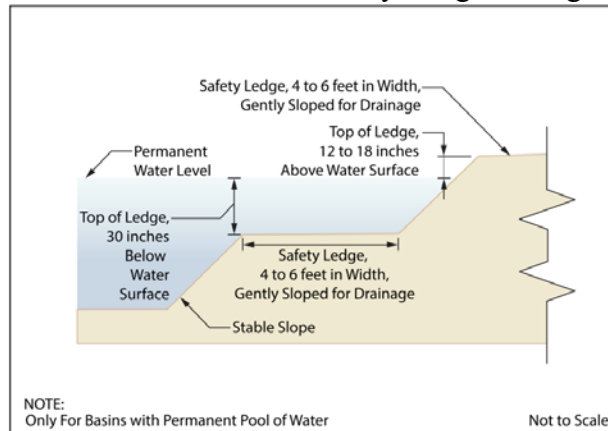 Safety Ledge, 4 to 6 feet in Width,
Gently Sloped for Drainage
Top of Ledge,
12 to 18 inches
Above Water Surface
Permanent
Water Level
Top of Ledge,
30 inches
Below
Water
Surface
Safety Ledge,
4 to 6 feet in Width,
Gently Sloped for Drainage
Stable Slope
NOTE:
Only For Basins with Permanent Pool of Water
Not to Scale